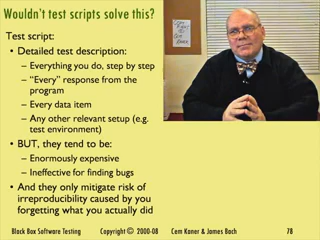 Wouldn't test scripts solve this?
Test script:
• Detailed test description:
– Everything you do, step by step
– "Every" response from the
program
– Every data item
– Any other relevant setup (e.g.
test environment)
• BUT, they tend to be:
– Enormously expensive
– Ineffective for finding bugs
• And they only mitigate risk of
irreproducibility caused by you
forgetting what you actually did
Black Box Software Testing Copyright © 2000-08 Cem Kaner & James Bach 78